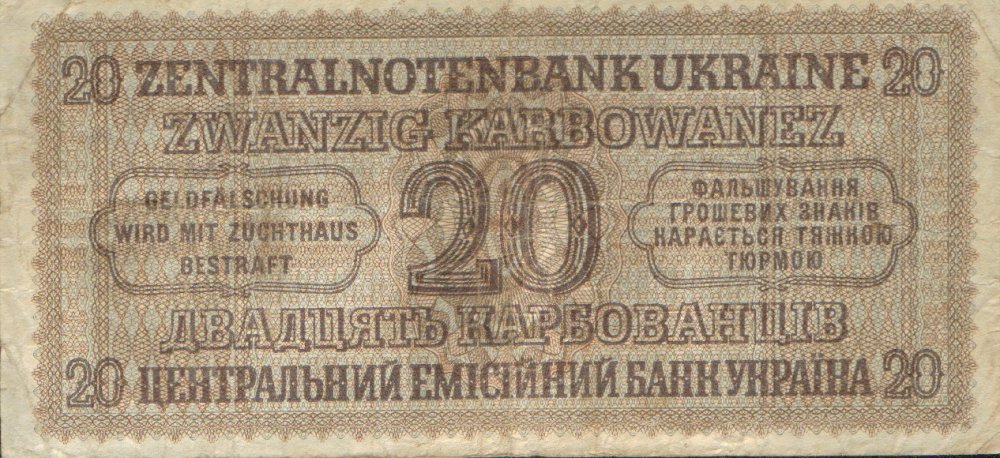 20 ZENTRALNOTENBANK UKRAINE 20
ZWANZIG KARBOWANEZ
GELDFÄLSCHUNG
WIRD MIT ZUCHTHAUS
BESTRAFT
20
ФАЛЬШУВАННЯ
ГРОШЕВИХ ЗНАКІВ
КАРАЄТЬСЯ ТЯЖКОЮ
ТЮРМОЮ
ДВАДЦЯТЬ КАРБОВАНЦІВ
20 ЦЕНТРАЛЬНИЙ ЕМІСІЙНИЙ БАНК УКРАЇНА 20